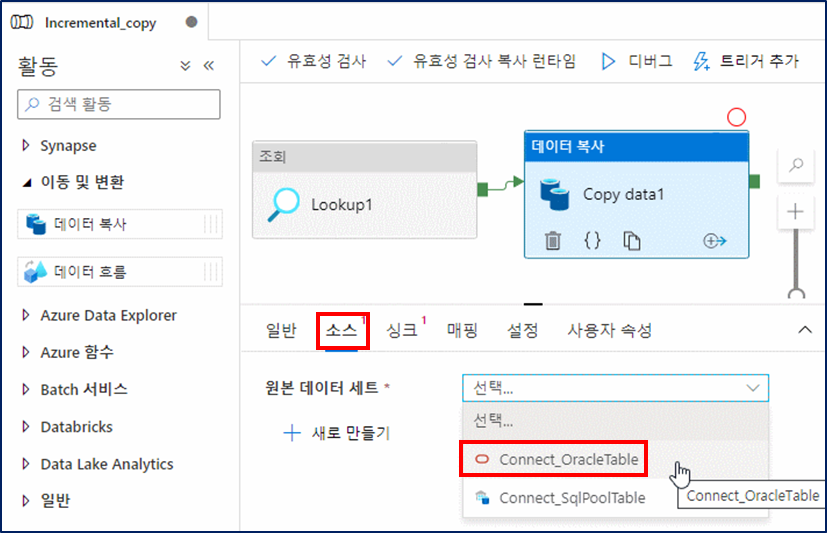 Incremental_copy
활동
검색 활동
Synapse
이동 및 변환
데이터 복사
데이터 흐름
Azure Data Explorer
Azure 함수
Batch 서비스
Databricks
Data Lake Analytics
일반
유효성 검사 유효성 검사 복사 런타임 디버그 트리거 추가
조회
Lookup1
데이터 복사
Copy data1
일반 소스 1 싱크 1 매핑 설정 사용자 속성
원본 데이터 세트 * 선택...
새로 만들기
선택...
Connect_OracleTable
Connect_SqlPoolTable
Connect_OracleTable